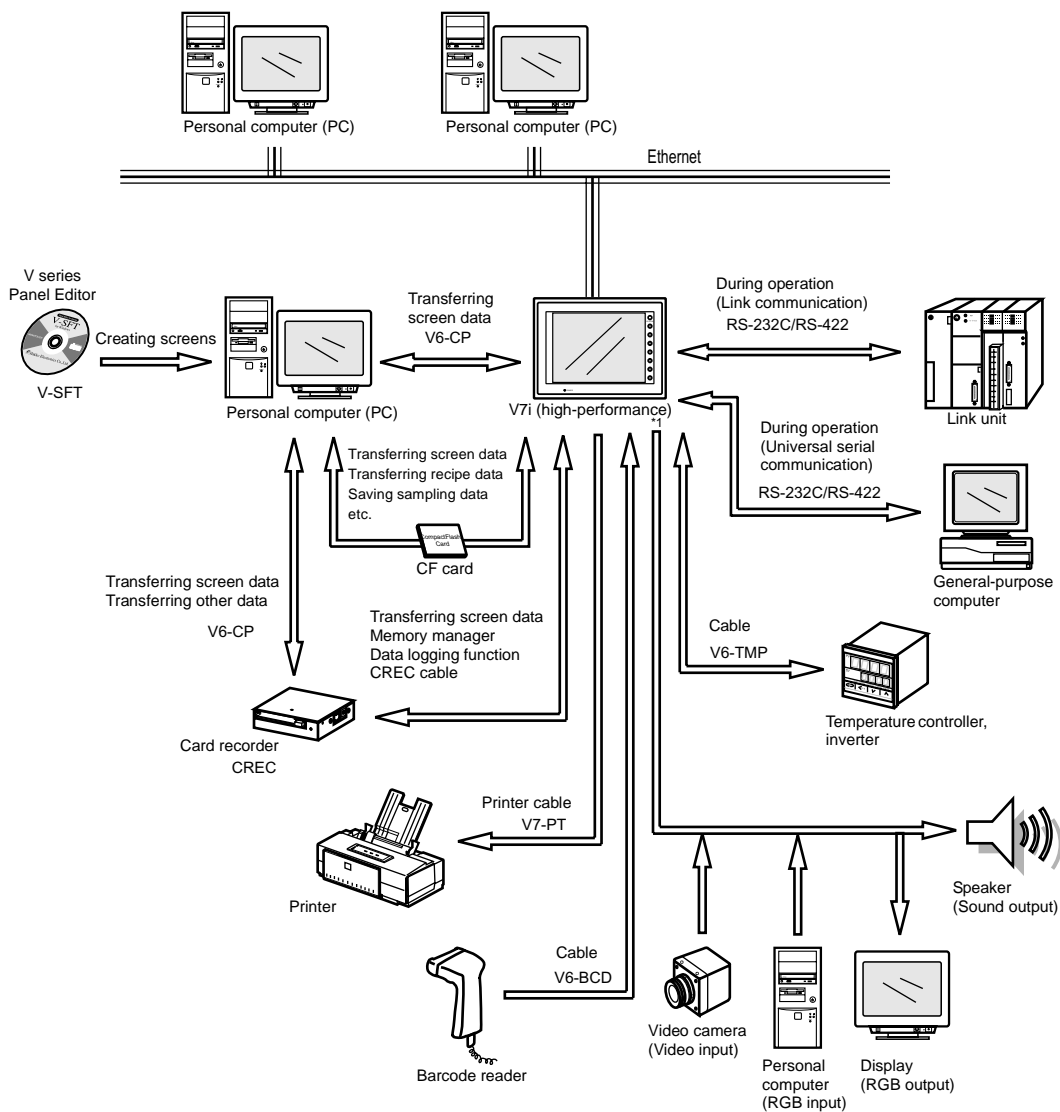 Personal computer (PC)
Personal computer (PC)
Ethernet
V series
Panel Editor
V-SFT
Creating screens
V-SFT
Personal computer (PC)
Transferring
screen data
V6-CP
V7i (high-performance)
*1
During operation
(Link communication)
RS-232C/RS-422
Link unit
During operation
(Universal serial
communication)
RS-232C/RS-422
General-purpose
computer
Transferring screen data
Transferring recipe data
Saving sampling data
etc.
CompactFlash
Card
CF card
Transferring screen data
Transferring other data
V6-CP
Transferring screen data
Memory manager
Data logging function
CREC cable
Card recorder
CREC
Cable
V6-TMP
Temperature controller,
inverter
Printer cable
V7-PT
Printer
Speaker
(Sound output)
Cable
V6-BCD
Barcode reader
Video camera
(Video input)
Personal
computer
(RGB input)
Display
(RGB output)